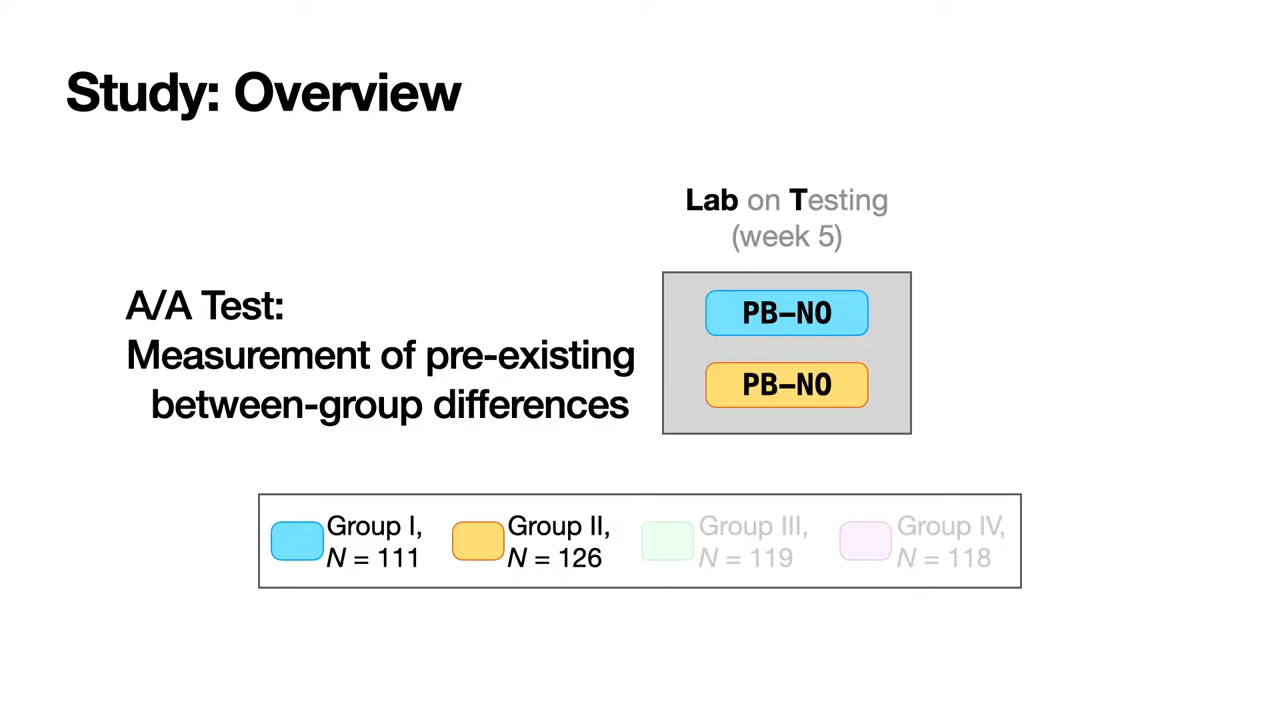 Study: Overview
Lab on Testing
(week 5)
A/A Test:
Measurement of pre-existing
between-group differences
PB–NO
PB–NO
Group I,
N = 111
Group II,
N = 126
Group III,
N = 119
Group IV,
N = 118